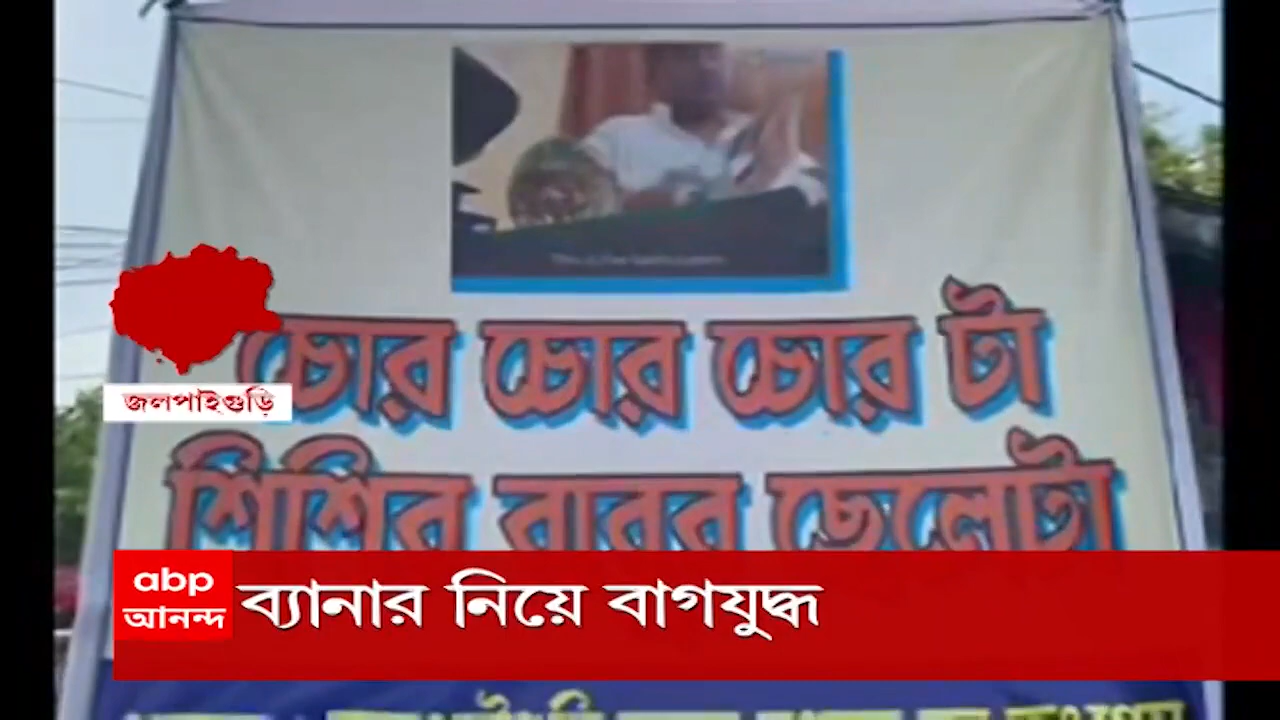 চোর চোর চোর টা
জলপাইগুড়ি
শিশির বাবুর ছেলেটা
abp
আনন্দ
ব্যানার নিয়ে বাগযুদ্ধ